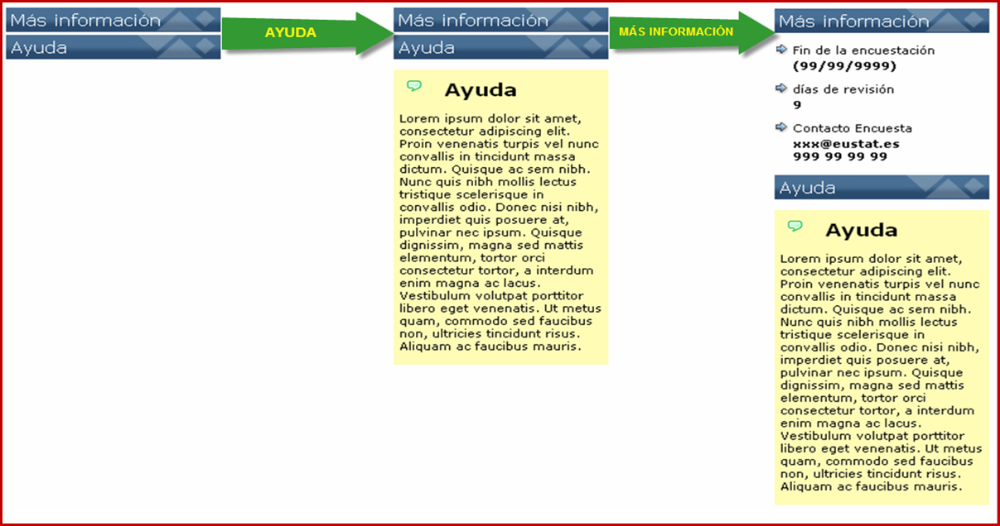 Más información
Ayuda
AYUDA
Más información
Ayuda
Ayuda
Lorem ipsum dolor sit amet,
consectetur adipiscing elit.
Proin venenatis turpis vel nunc
convallis in tincidunt massa
dictum. Quisque ac sem nibh.
Nunc quis nibh mollis lectus
tristique scelerisque in
convallis odio. Donec nisi nibh,
imperdiet quis posuere at,
pulvinar nec ipsum. Quisque
dignissim, magna sed mattis
elementum, tortor orci
consectetur tortor, a interdum
enim magna ac lacus.
Vestibulum volutpat porttitor
libero eget venenatis. Ut metus
quam, commodo sed faucibus
non, ultricies tincidunt risus.
Aliquam ac faucibus mauris.
MÁS INFORMACIÓN
Más información
Fin de la encuestación
(99/99/9999)
días de revisión
9
Contacto Encuesta
xxx@eustat.es
999 99 99 99
Ayuda
Ayuda
Lorem ipsum dolor sit amet,
consectetur adipiscing elit.
Proin venenatis turpis vel nunc
convallis in tincidunt massa
dictum. Quisque ac sem nibh.
Nunc quis nibh mollis lectus
tristique scelerisque in
convallis odio. Donec nisi nibh,
imperdiet quis posuere at,
pulvinar nec ipsum. Quisque
dignissim, magna sed mattis
elementum, tortor orci
consectetur tortor, a interdum
enim magna ac lacus.
Vestibulum volutpat porttitor
libero eget venenatis. Ut metus
quam, commodo sed faucibus
non, ultricies tincidunt risus.
Aliquam ac faucibus mauris.